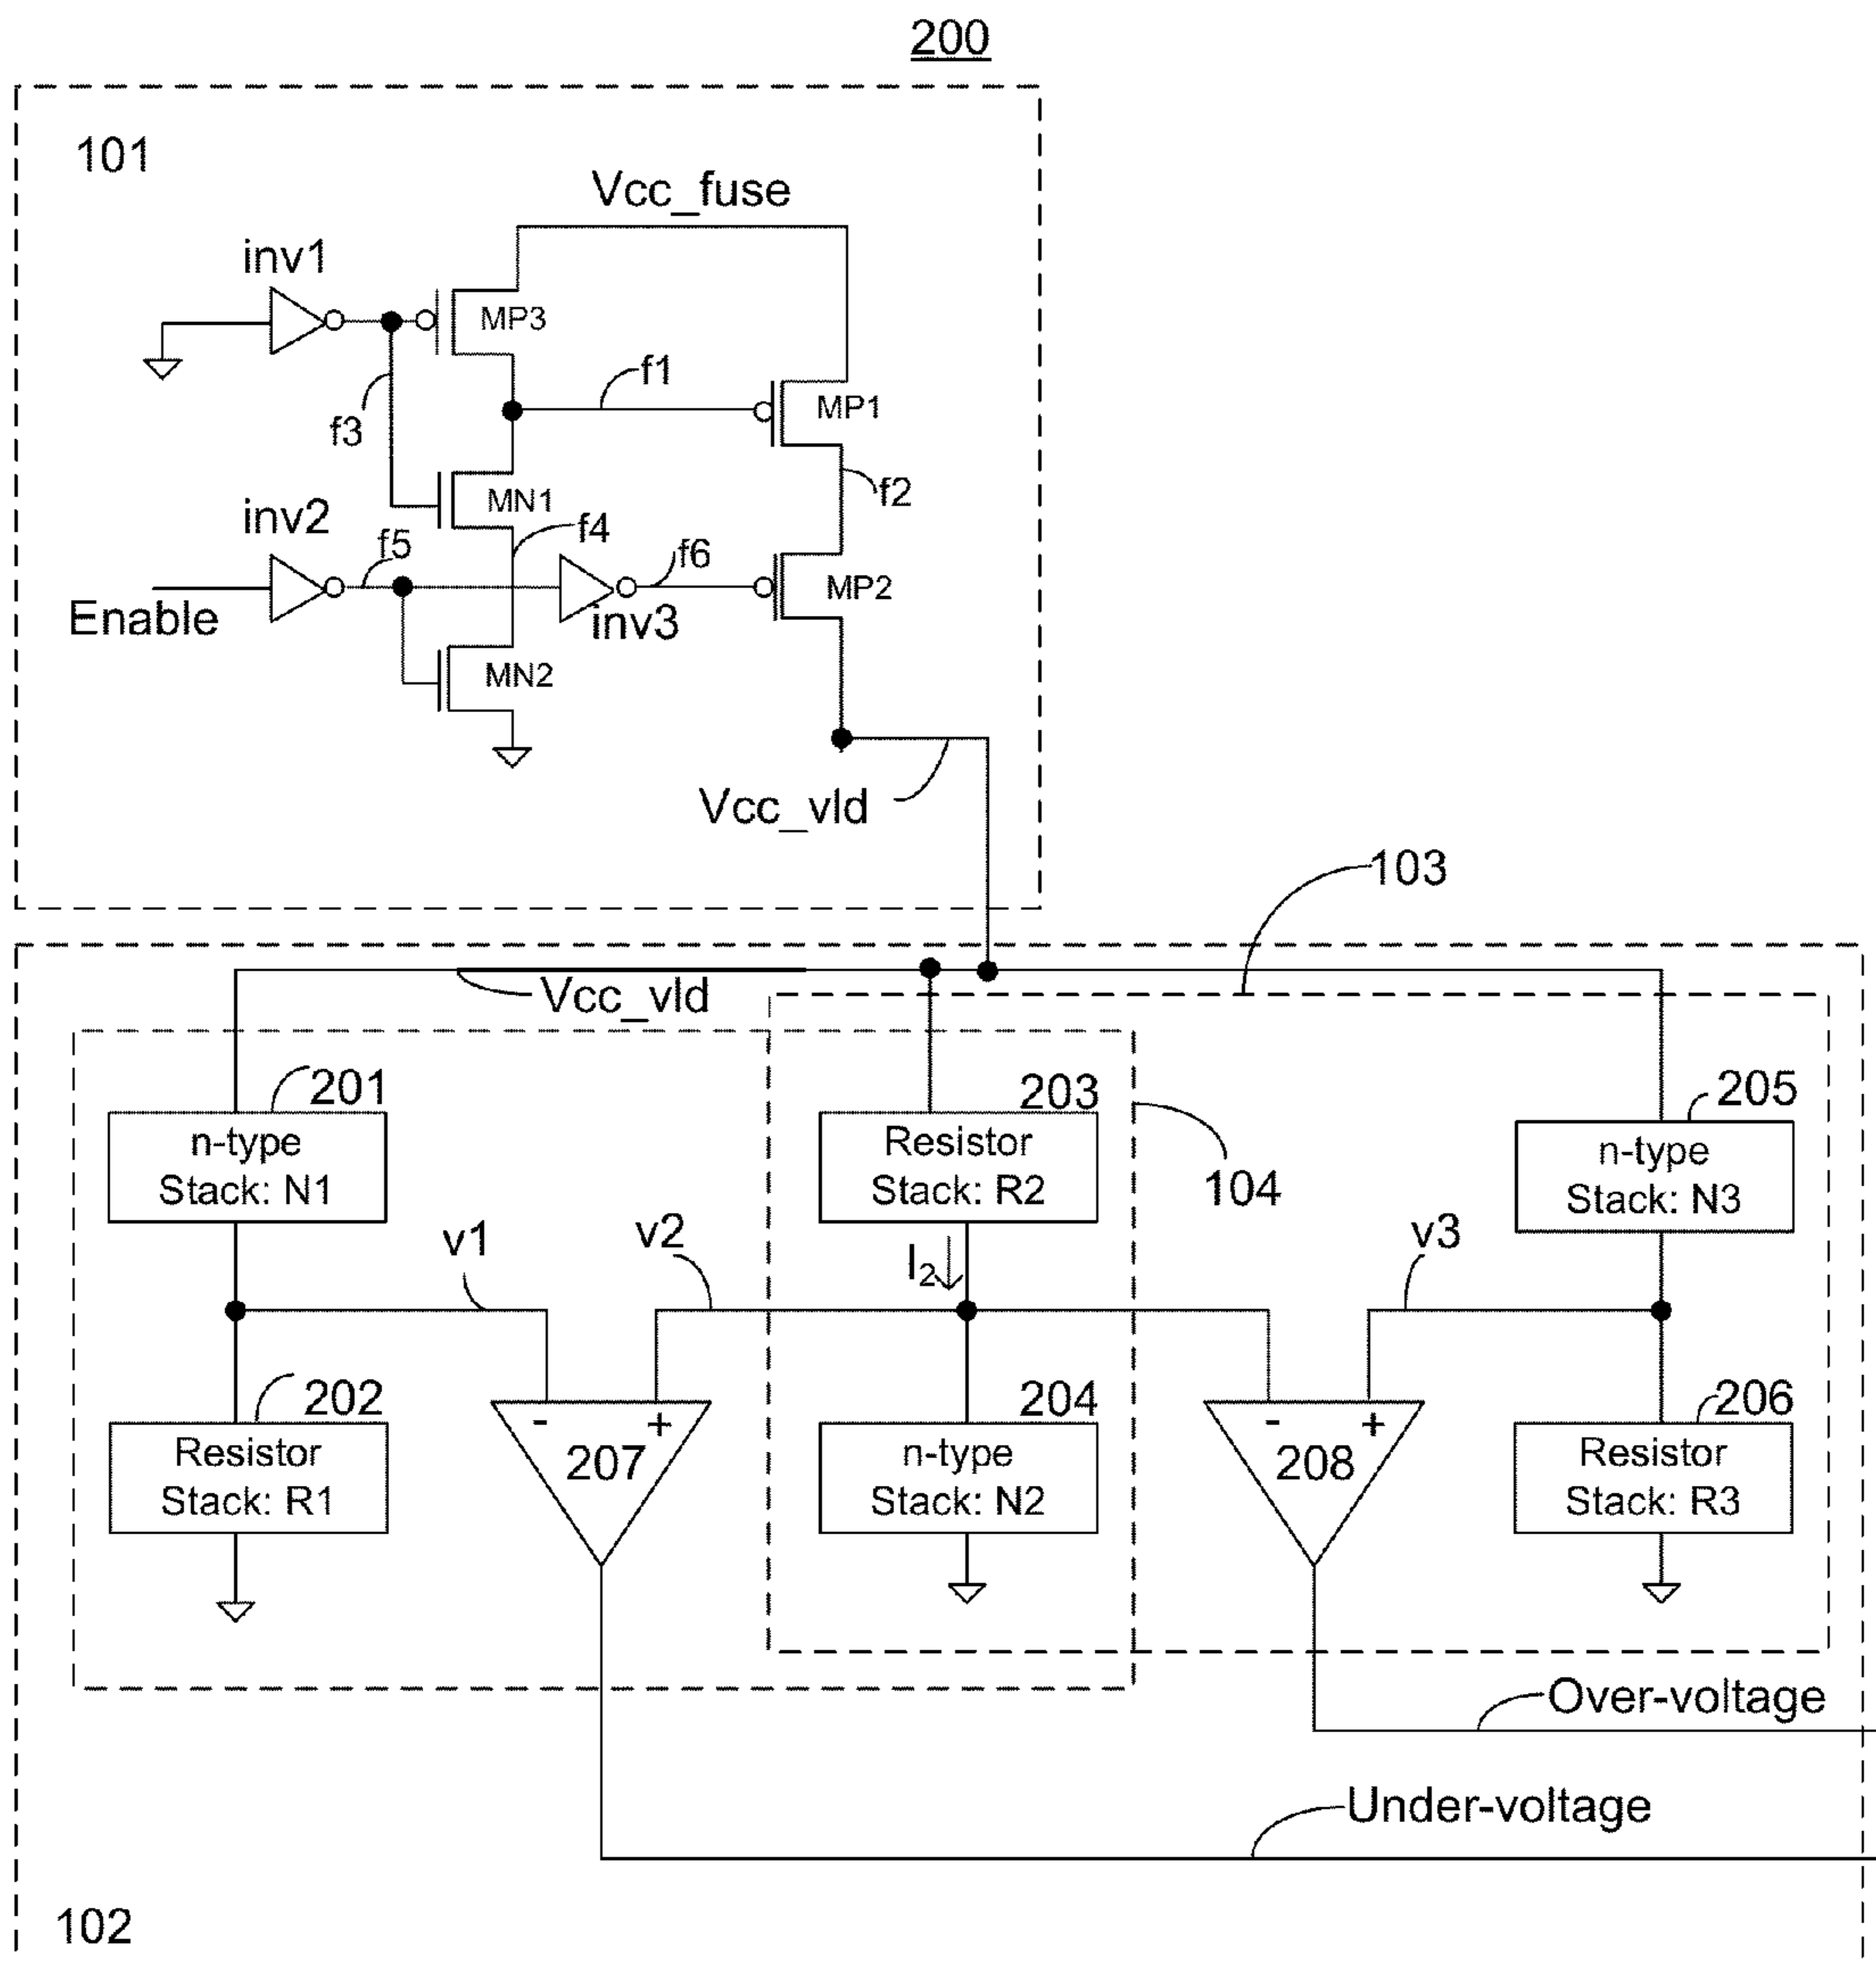 200
101
Vcc_fuse
inv1
MP3
f1
MP1
f3
f2
MN1
inv2
f4
f5
f6
MP2
Enable
inv3
MN2
Vcc_vld
103
Vcc_vld
201
203
205
n-type
Stack: N1
Resistor
Stack: R2
n-type
Stack: N3
104
v1
v2
I₂
v3
202
204
206
Resistor
Stack: R1
-
+
207
n-type
Stack: N2
-
+
208
Resistor
Stack: R3
Over-voltage
Under-voltage
102